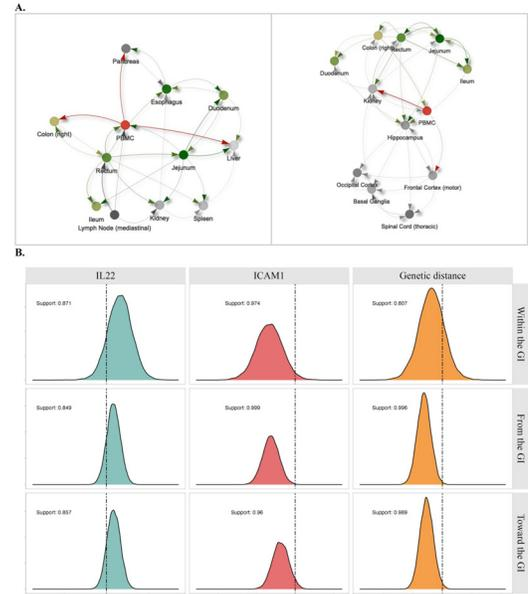 A.
Pancreas
Esophagus
Duodenum
Colon (right)
PBMC
Liver
Rectum
Jejunum
Ileum
Kidney
Spleen
Lymph Node (mediastinal)
Colon (right)
Rectum
Jejunum
Duodenum
Ileum
Kidney
PBMC
Hippocampus
Occipital Cortex
Frontal Cortex (motor)
Basal Ganglia
Spinal Cord (thoracic)
B.
IL22
ICAM1
Genetic distance
Support: 0.871
Support: 0.974
Support: 0.807
Within the GI
Support: 0.849
Support: 0.999
Support: 0.996
From the GI
Support: 0.857
Support: 0.96
Support: 0.989
Toward the GI